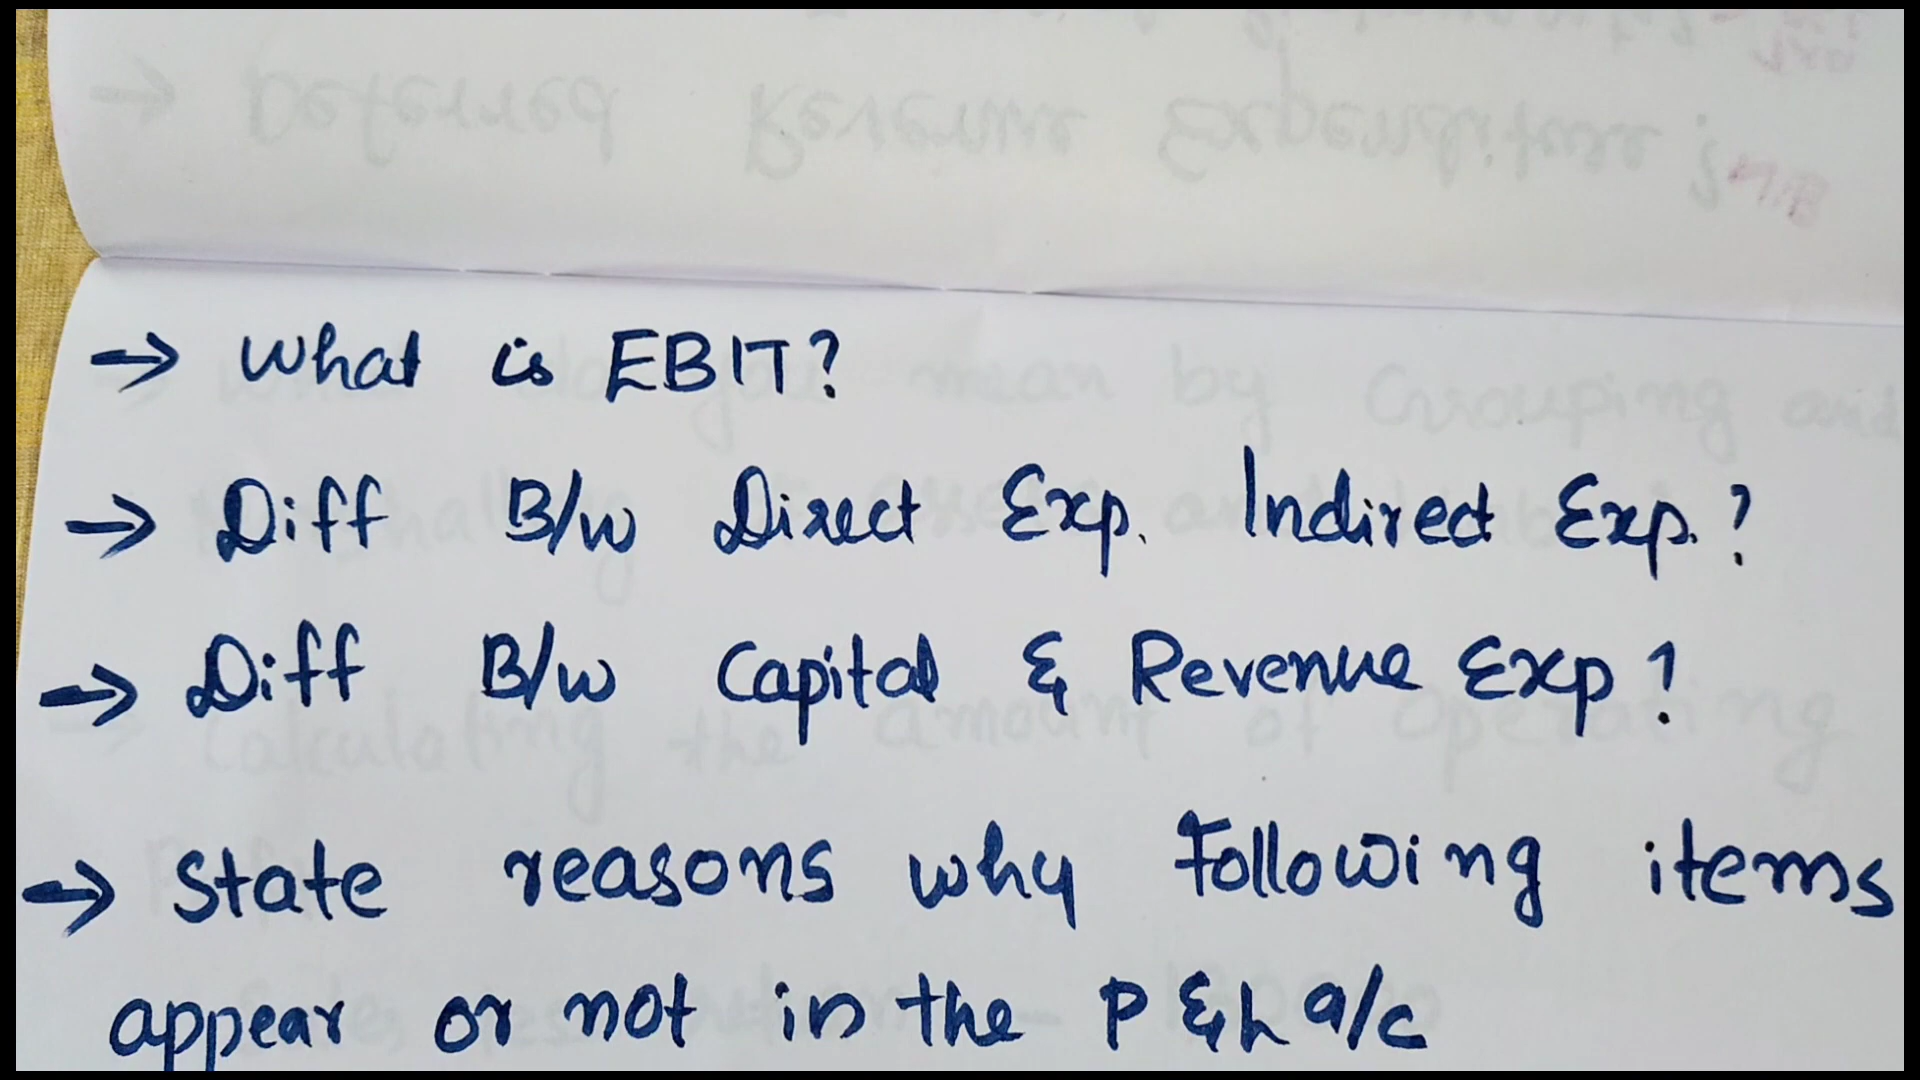 → What is EBIT?
→ Diff B/w Direct Exp. Indirect Exp.?
→ Diff B/w Capital & Revenue Exp?
→ State reasons why Following items
appear or not in the P & L a/c